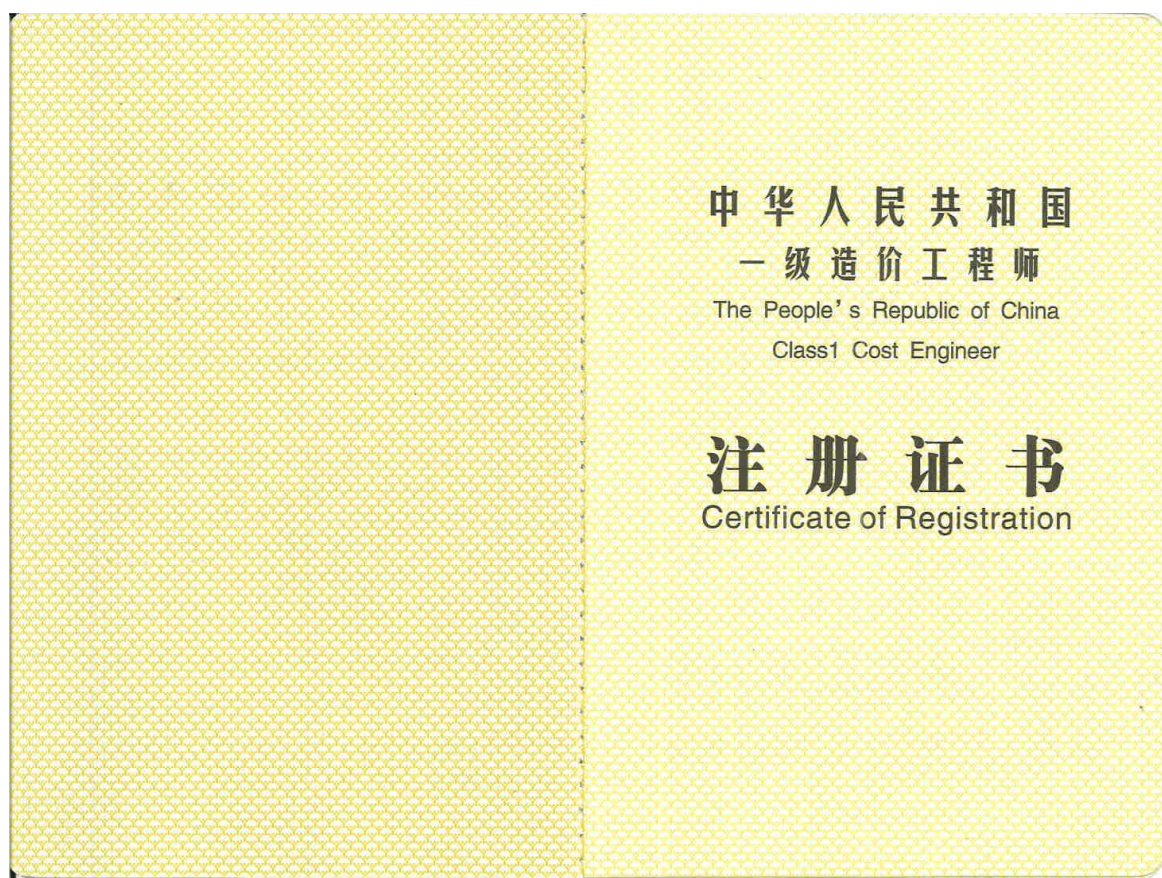 中华人民共和国
一级造价工程师
The People's Republic of China
Class1 Cost Engineer
注册证书
Certificate of Registration